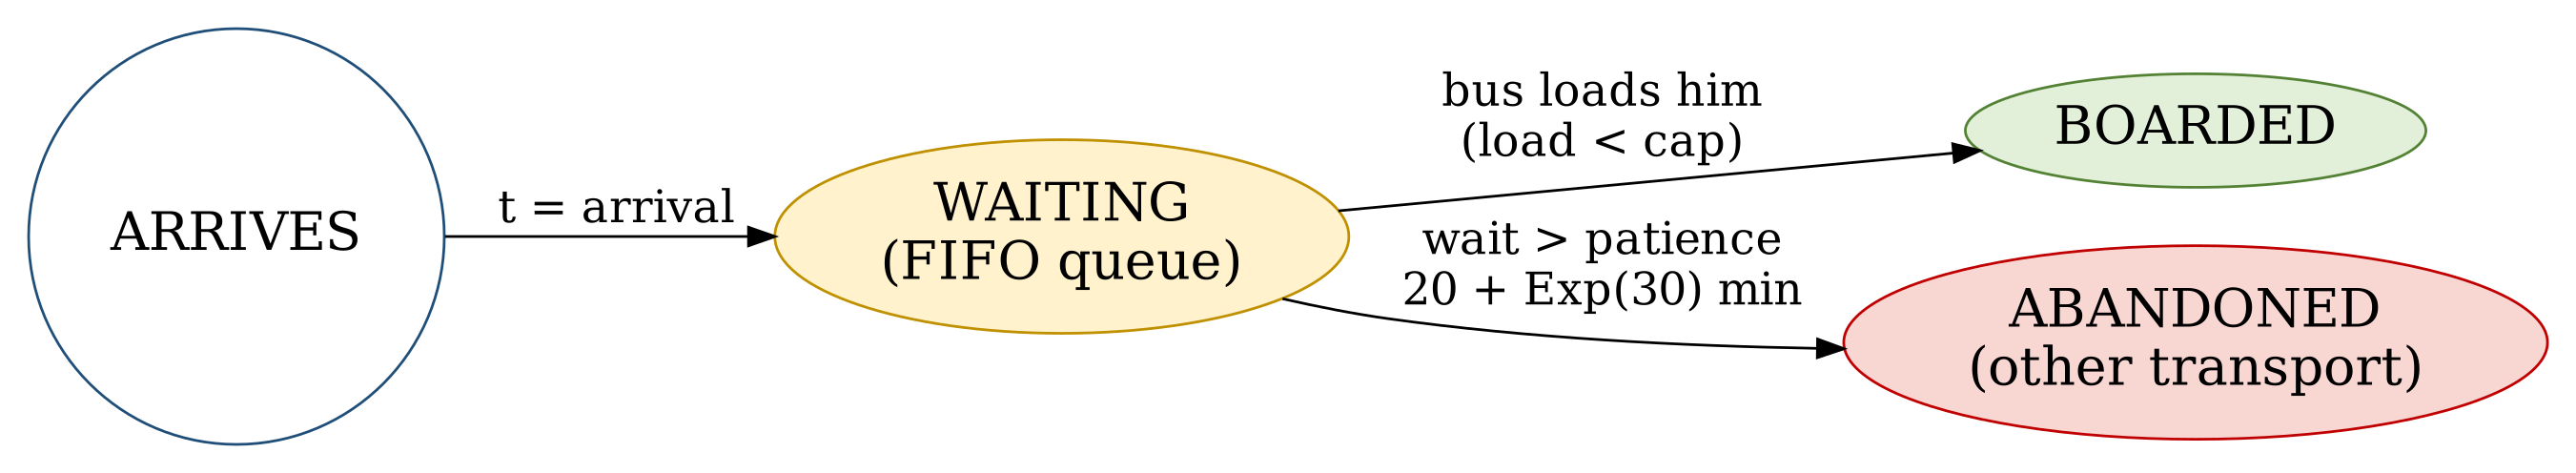 ARRIVES
t = arrival
WAITING
(FIFO queue)
bus loads him
(load < cap)
BOARDED
wait > patience
20 + Exp(30) min
ABANDONED
(other transport)